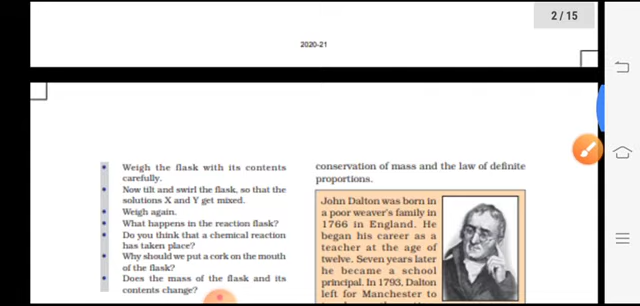 2 / 15
2020-21
• Weigh the flask with its contents
carefully.
• Now tilt and swirl the flask, so that the
solutions X and Y get mixed.
• Weigh again.
• What happens in the reaction flask?
• Do you think that a chemical reaction
has taken place?
• Why should we put a cork on the mouth
of the flask?
• Does the mass of the flask and its
contents change?
conservation of mass and the law of definite
proportions.
John Dalton was born in
a poor weaver's family in
1766 in England. He
began his career as a
teacher at the age of
twelve. Seven years later
he became a school
principal. In 1793, Dalton
left for Manchester to